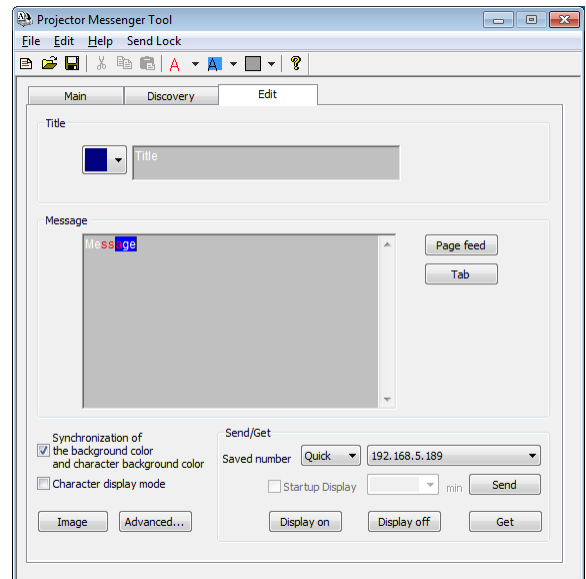 Projector Messenger Tool
File Edit Help Send Lock
Main Discovery Edit
Title
Title
Message
Message
Page feed
Tab
Synchronization of
the background color
and character background color
Character display mode
Image Advanced...
Send/Get
Saved number Quick 192.168.5.189
Startup Display min Send
Display on Display off Get